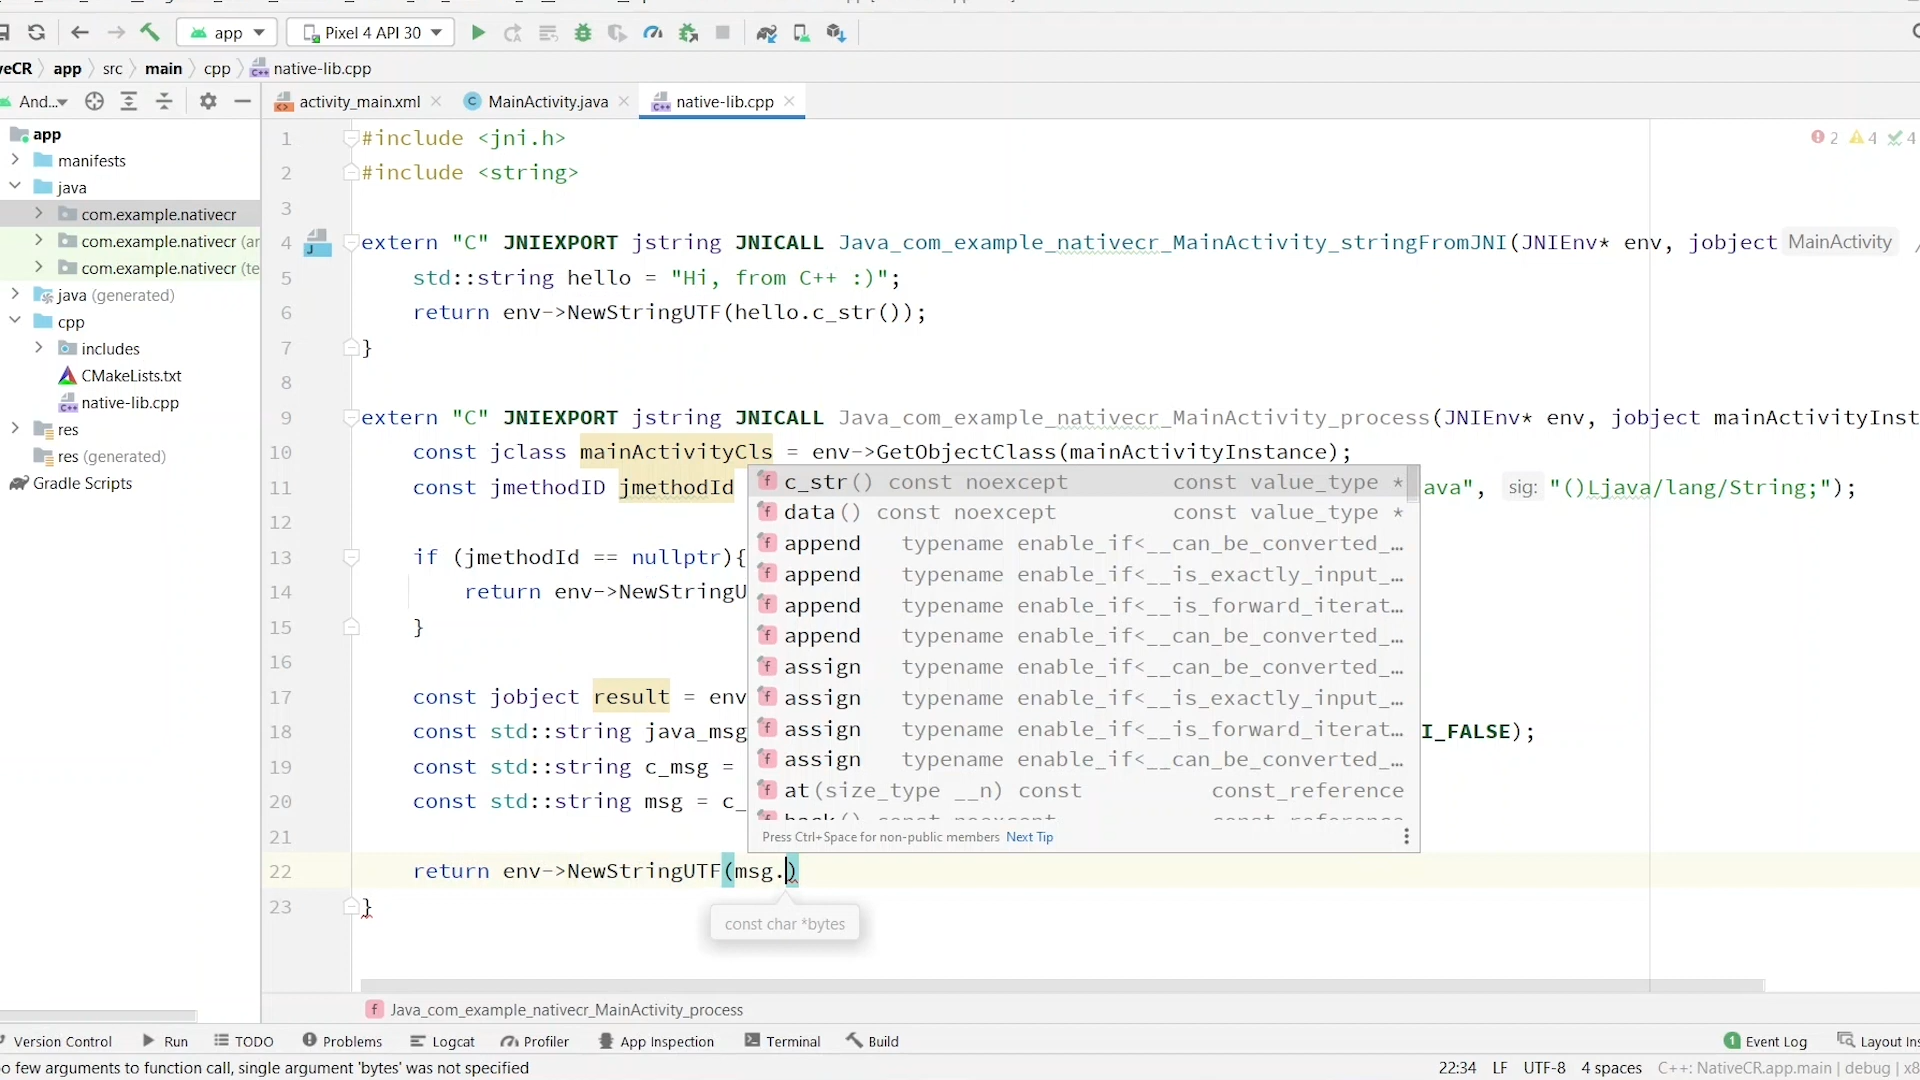 app
Pixel 4 API 30
veCR
app
src
main
cpp
native-lib.cpp
And...
activity_main.xml
MainActivity.java
native-lib.cpp
app
manifests
java
com.example.nativecr
com.example.nativecr (ar
com.example.nativecr (te
java (generated)
cpp
includes
CMakeLists.txt
native-lib.cpp
res
res (generated)
Gradle Scripts
2 4 4
1 #include <jni.h>
2 #include <string>
3
4 extern "C" JNIEXPORT jstring JNICALL Java_com_example_nativecr_MainActivity_stringFromJNI(JNIEnv* env, jobject MainActivity /
5 std::string hello = "Hi, from C++ :)";
6 return env->NewStringUTF(hello.c_str());
7 }
8
9 extern "C" JNIEXPORT jstring JNICALL Java_com_example_nativecr_MainActivity_process(JNIEnv* env, jobject mainActivityInst
10 const jclass mainActivityCls = env->GetObjectClass(mainActivityInstance);
11 const jmethodID jmethodId ava", sig: "()Ljava/lang/String;");
12
13 if (jmethodId == nullptr){
14 return env->NewStringU
15 }
16
17 const jobject result = env
18 const std::string java_msg I_FALSE);
19 const std::string c_msg =
20 const std::string msg = c_
21
22 return env->NewStringUTF(msg.)
23 }
c_str() const noexcept const value_type *
data() const noexcept const value_type *
append typename enable_if<__can_be_converted_…
append typename enable_if<__is_exactly_input_…
append typename enable_if<__is_forward_iterat…
append typename enable_if<__can_be_converted_…
assign typename enable_if<__can_be_converted_…
assign typename enable_if<__is_exactly_input_…
assign typename enable_if<__is_forward_iterat…
assign typename enable_if<__can_be_converted_…
at(size_type __n) const const_reference
back() const noexcept const_reference
Press Ctrl+Space for non-public members Next Tip
const char *bytes
Java_com_example_nativecr_MainActivity_process
Version Control
Run
TODO
Problems
Logcat
Profiler
App Inspection
Terminal
Build
1 Event Log
Layout Ins
o few arguments to function call, single argument 'bytes' was not specified
22:34 LF UTF-8 4 spaces C++: NativeCR.app.main | debug | x8